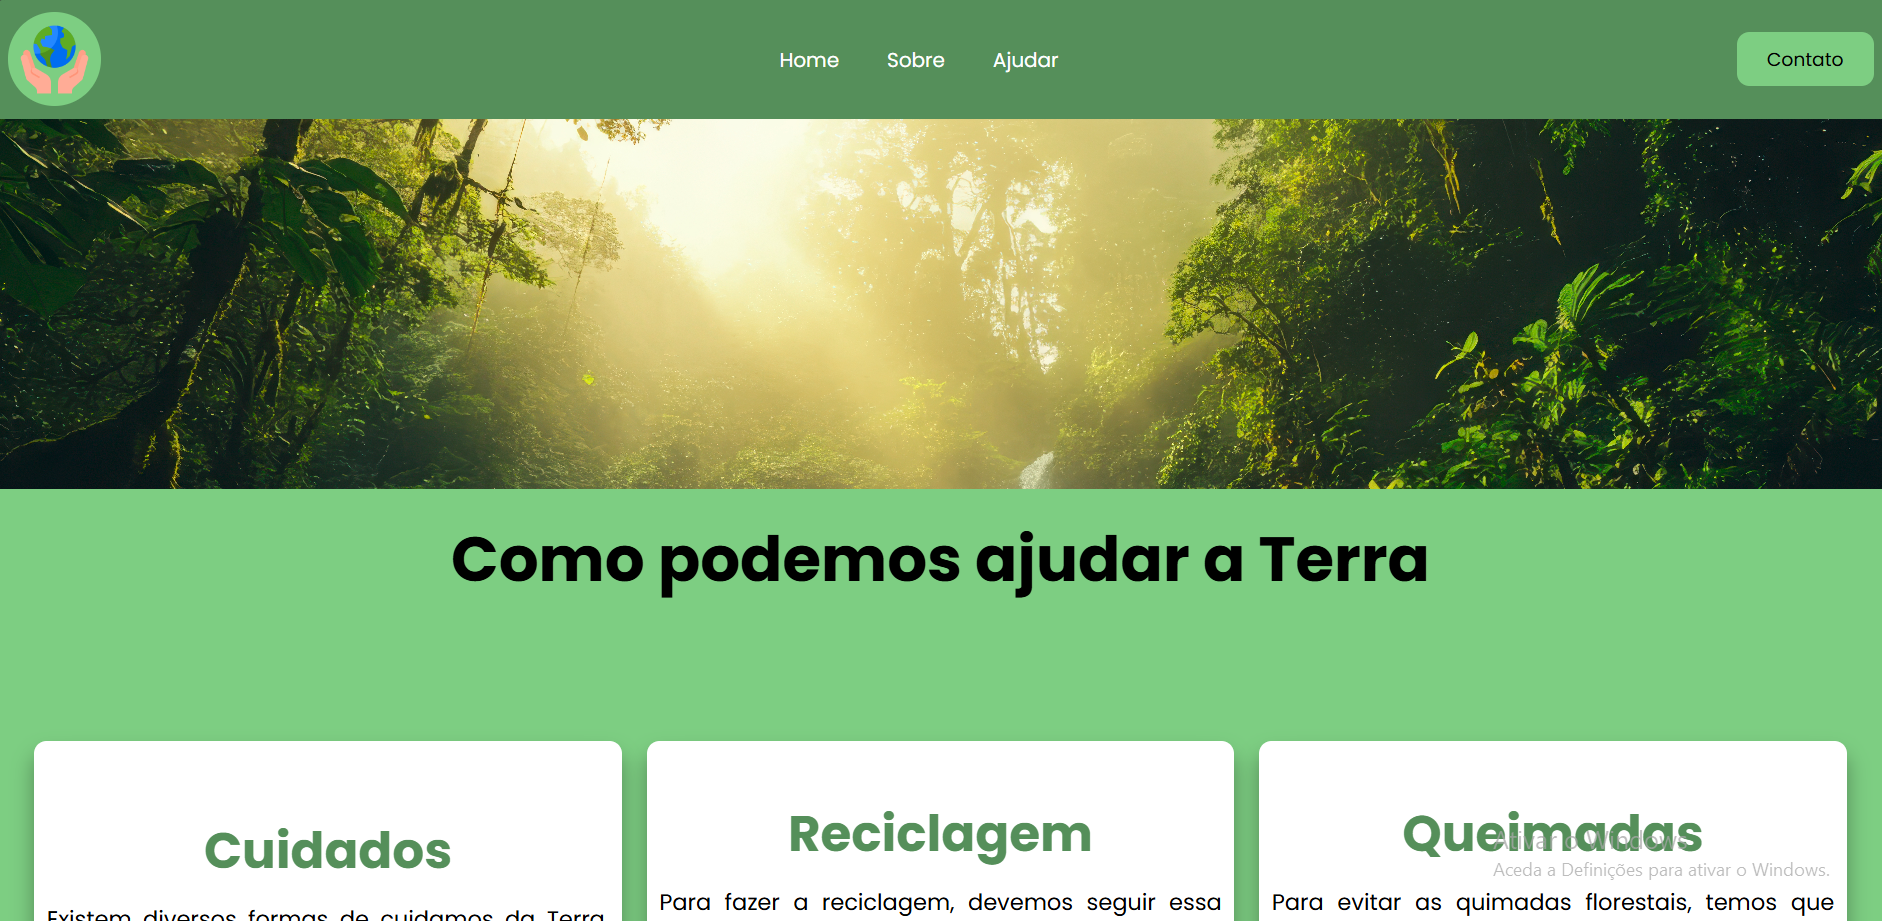 Home Sobre Ajudar Contato
Como podemos ajudar a Terra
Cuidados
Existem diversos formas de cuidamos da Terra
Reciclagem
Para fazer a reciclagem, devemos seguir essa
Queimadas
Para evitar as quimadas florestais, temos que
Ativar o Windows
Aceda a Definições para ativar o Windows.